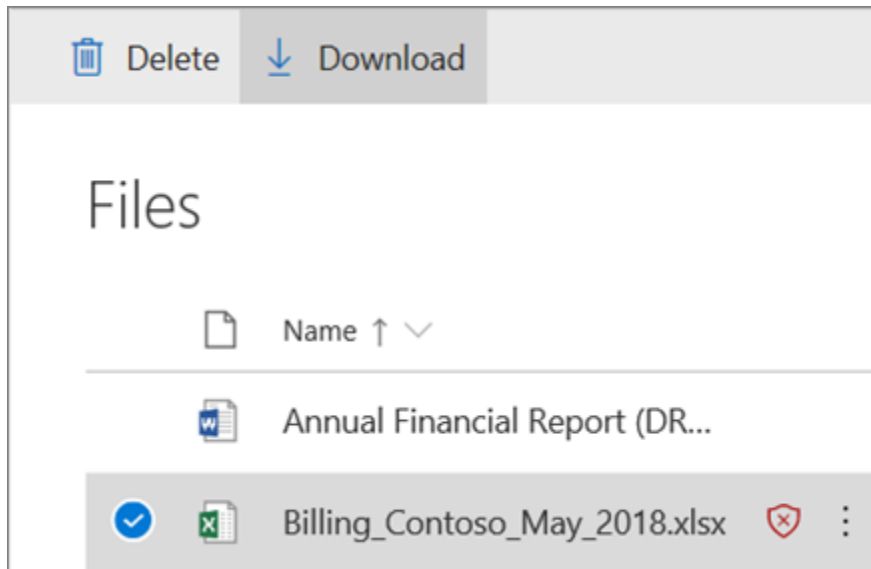 Delete Download
Files
Name
Annual Financial Report (DR...
Billing_Contoso_May_2018.xlsx